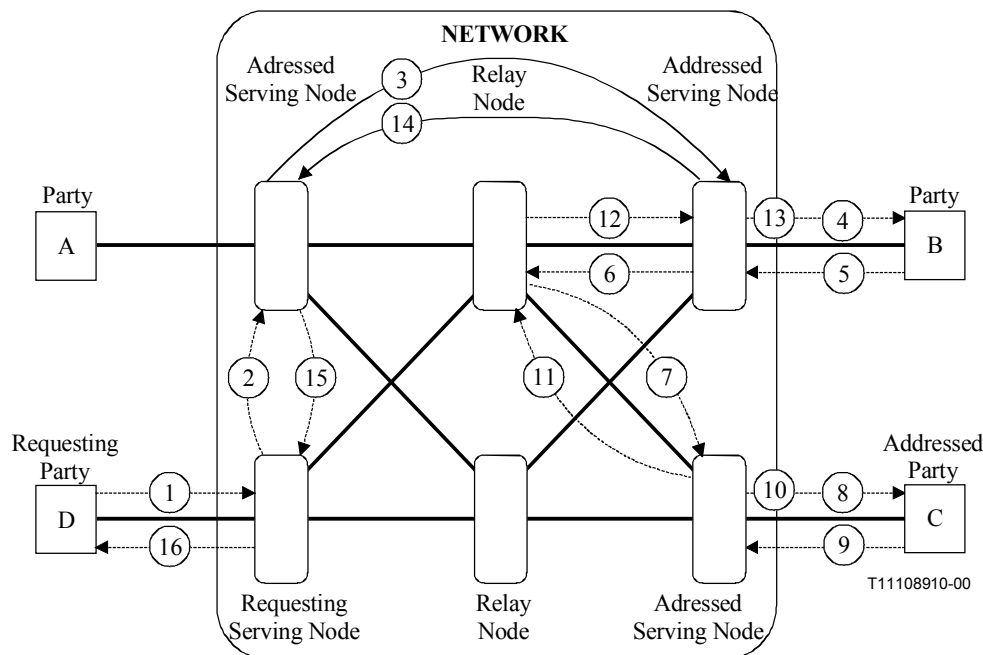 NETWORK
Adressed
Serving Node
3
Relay
Node
Addressed
Serving Node
14
Party
A
12
13
4
Party
B
6
5
2
15
11
7
Requesting
Party
D
1
16
10
8
9
Addressed
Party
C
T11108910-00
Requesting
Serving Node
Relay
Node
Adressed
Serving Node